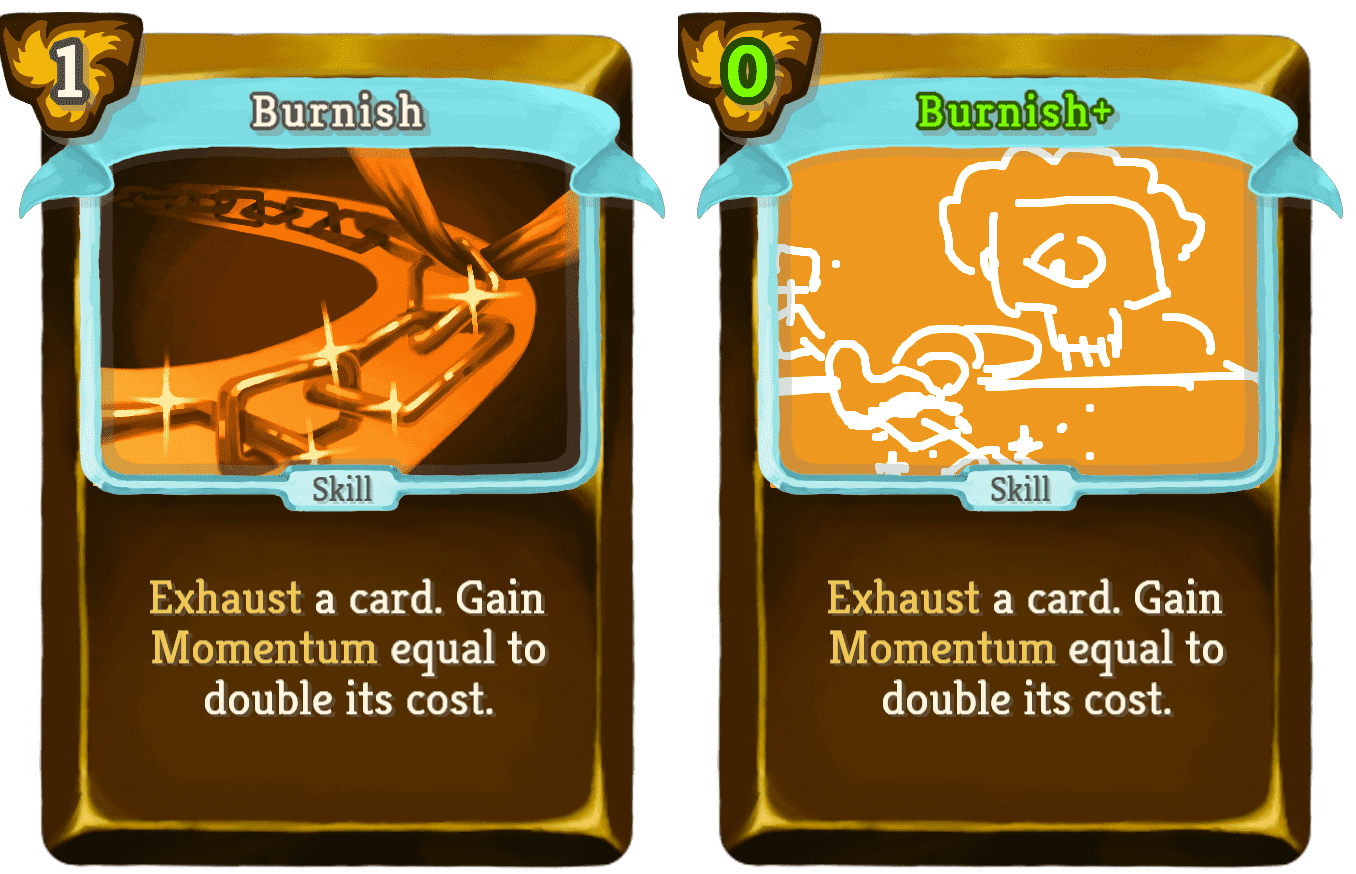 1
Burnish
Skill
Exhaust a card. Gain
Momentum equal to
double its cost.
0
Burnish+
Skill
Exhaust a card. Gain
Momentum equal to
double its cost.